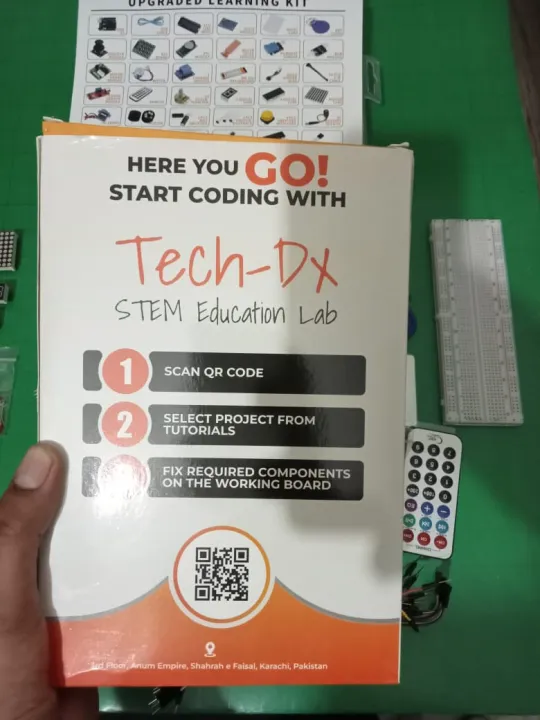 UPGRADED LEARNING KIT
HERE YOU GO!
START CODING WITH
Tech-Dx
STEM Education Lab
1 SCAN QR CODE
2 SELECT PROJECT FROM
TUTORIALS
FIX REQUIRED COMPONENTS
ON THE WORKING BOARD
Floor, Anum Empire, Shahrah e Faisal, Karachi, Pakistan